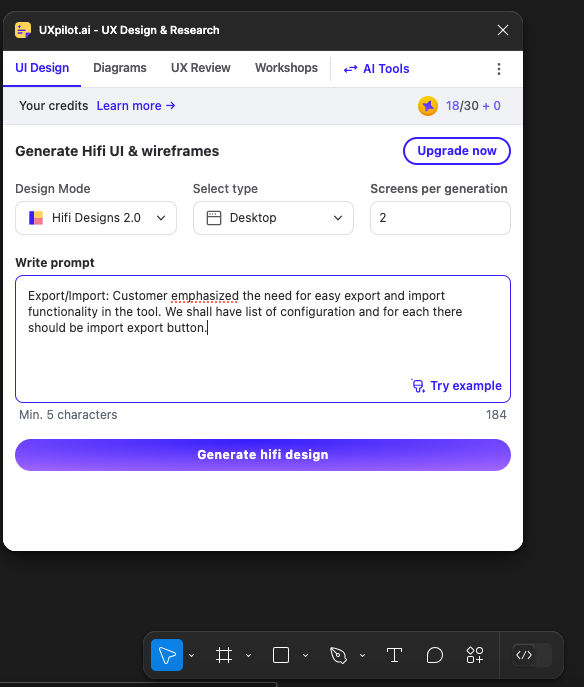 UXpilot.ai - UX Design & Research
UI Design Diagrams UX Review Workshops AI Tools
Your credits Learn more → 18/30 + 0
Generate Hifi UI & wireframes Upgrade now
Design Mode Select type Screens per generation
Hifi Designs 2.0 Desktop 2
Write prompt
Export/Import: Customer emphasized the need for easy export and import
functionality in the tool. We shall have list of configuration and for each there
should be import export button.
Try example
Min. 5 characters 184
Generate hifi design